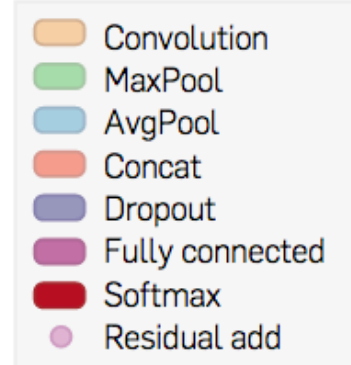 Convolution
MaxPool
AvgPool
Concat
Dropout
Fully connected
Softmax
Residual add